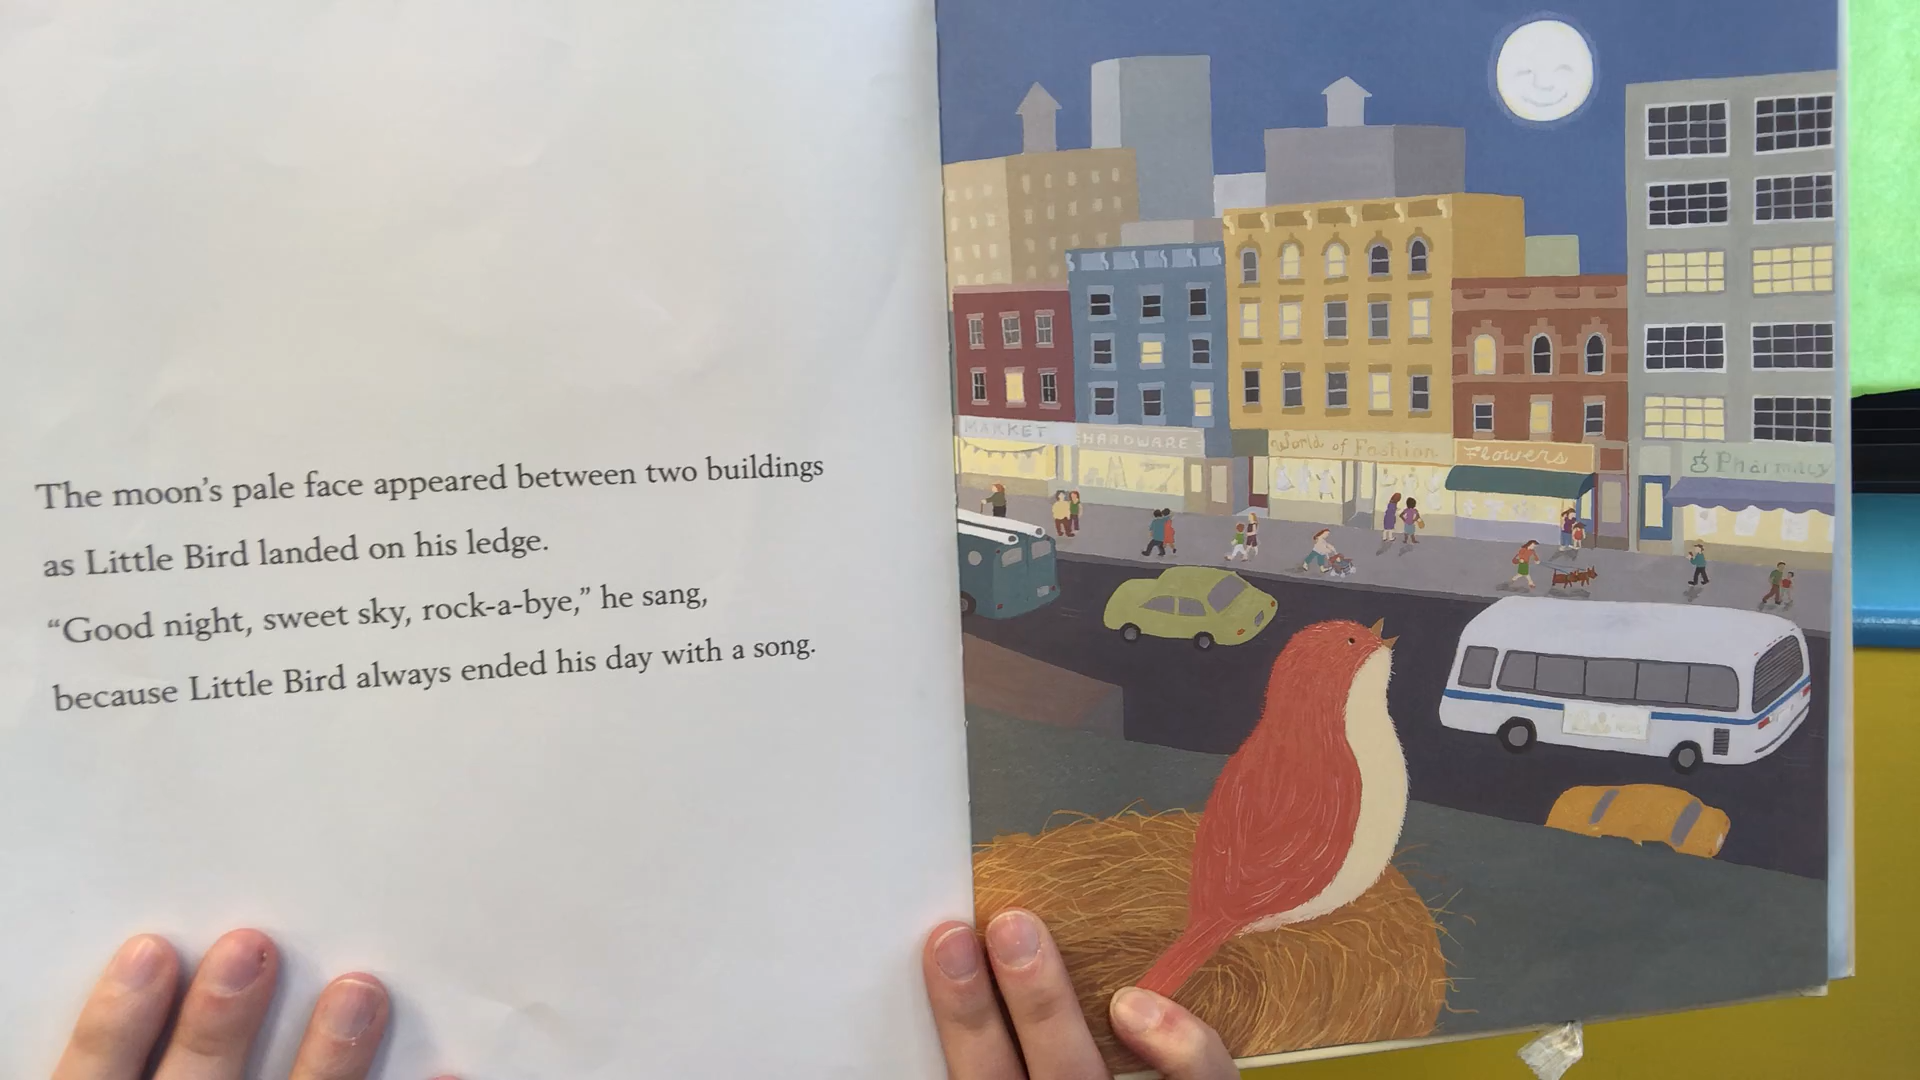 The moon's pale face appeared between two buildings
as Little Bird landed on his ledge.
“Good night, sweet sky, rock-a-bye,” he sang,
because Little Bird always ended his day with a song.
MARKET
HARDWARE
World of Fashion
Flowers
Pharmacy